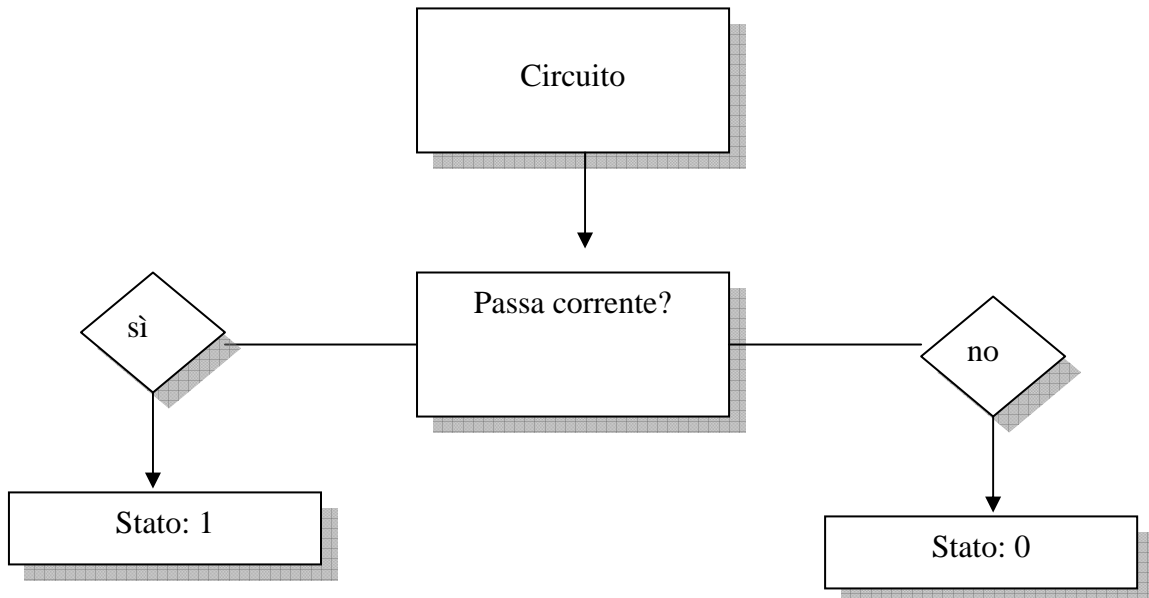 Circuito
Passa corrente?
sì
no
Stato: 1
Stato: 0